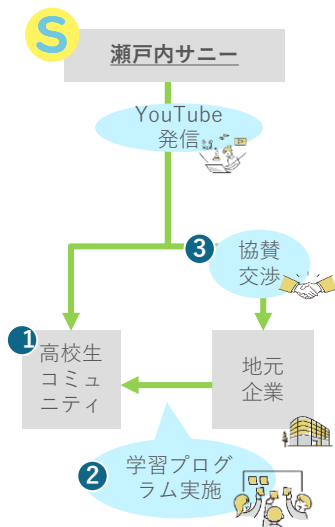 S
瀬戸内サニー
YouTube
発信
3
協賛
交渉
1
高校生
コミュ
ニティ
地元
企業
2
学習プログ
ラム実施